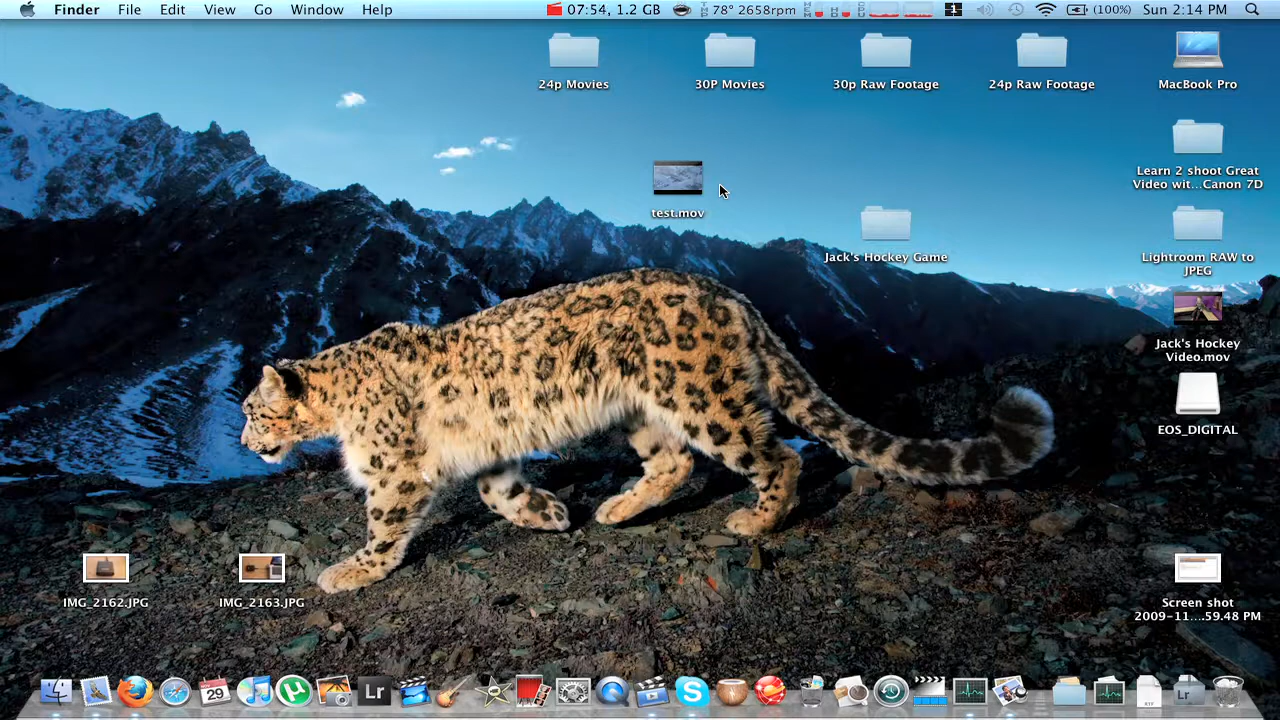 Finder File Edit View Go Window Help 07:54, 1.2 GB 78° 2658rpm (100%) Sun 2:14 PM
24p Movies
30P Movies
30p Raw Footage
24p Raw Footage
MacBook Pro
Learn 2 shoot Great
Video wit...Canon 7D
test.mov
Jack's Hockey Game
Lightroom RAW to
JPEG
Jack's Hockey
Video.mov
EOS_DIGITAL
IMG_2162.JPG
IMG_2163.JPG
Screen shot
2009-11....59.48 PM
29
Lr
Lr